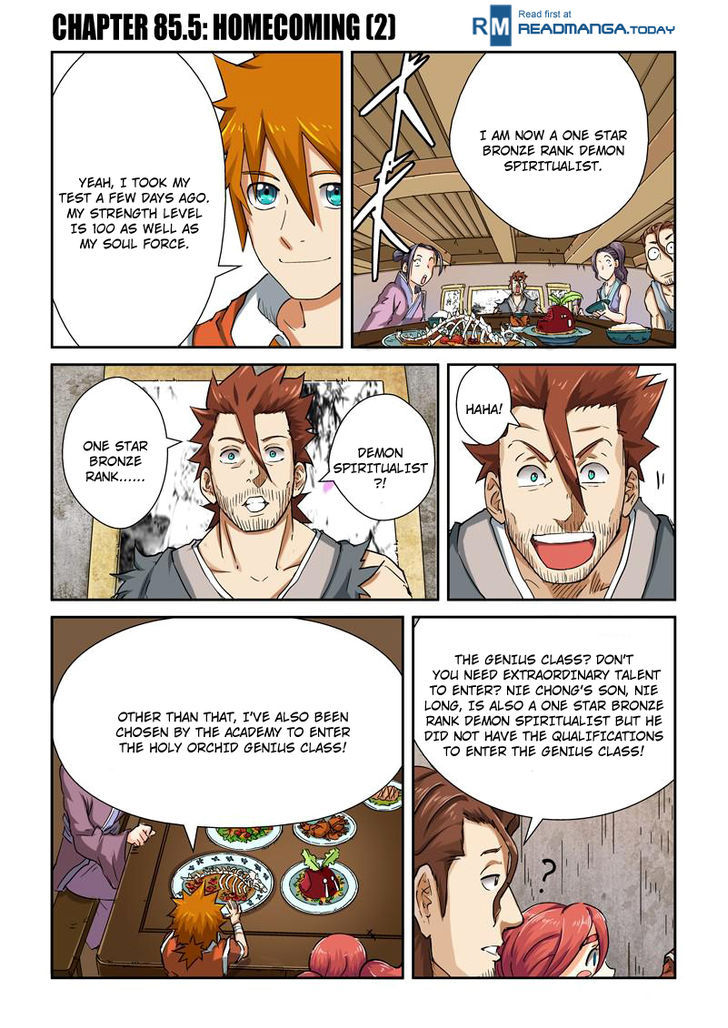 CHAPTER 85.5: HOMECOMING (2)
Read first at
RM READMANGA.TODAY
YEAH, I TOOK MY
TEST A FEW DAYS AGO.
MY STRENGTH LEVEL
IS 100 AS WELL AS
MY SOUL FORCE.
I AM NOW A ONE STAR
BRONZE RANK DEMON
SPIRITUALIST.
ONE STAR
BRONZE
RANK......
DEMON
SPIRITUALIST
?!
HAHA!
OTHER THAN THAT, I'VE ALSO BEEN
CHOSEN BY THE ACADEMY TO ENTER
THE HOLY ORCHID GENIUS CLASS!
THE GENIUS CLASS? DON'T
YOU NEED EXTRAORDINARY TALENT
TO ENTER? NIE CHONG'S SON, NIE
LONG, IS ALSO A ONE STAR BRONZE
RANK DEMON SPIRITUALIST BUT HE
DID NOT HAVE THE QUALIFICATIONS
TO ENTER THE GENIUS CLASS!
?